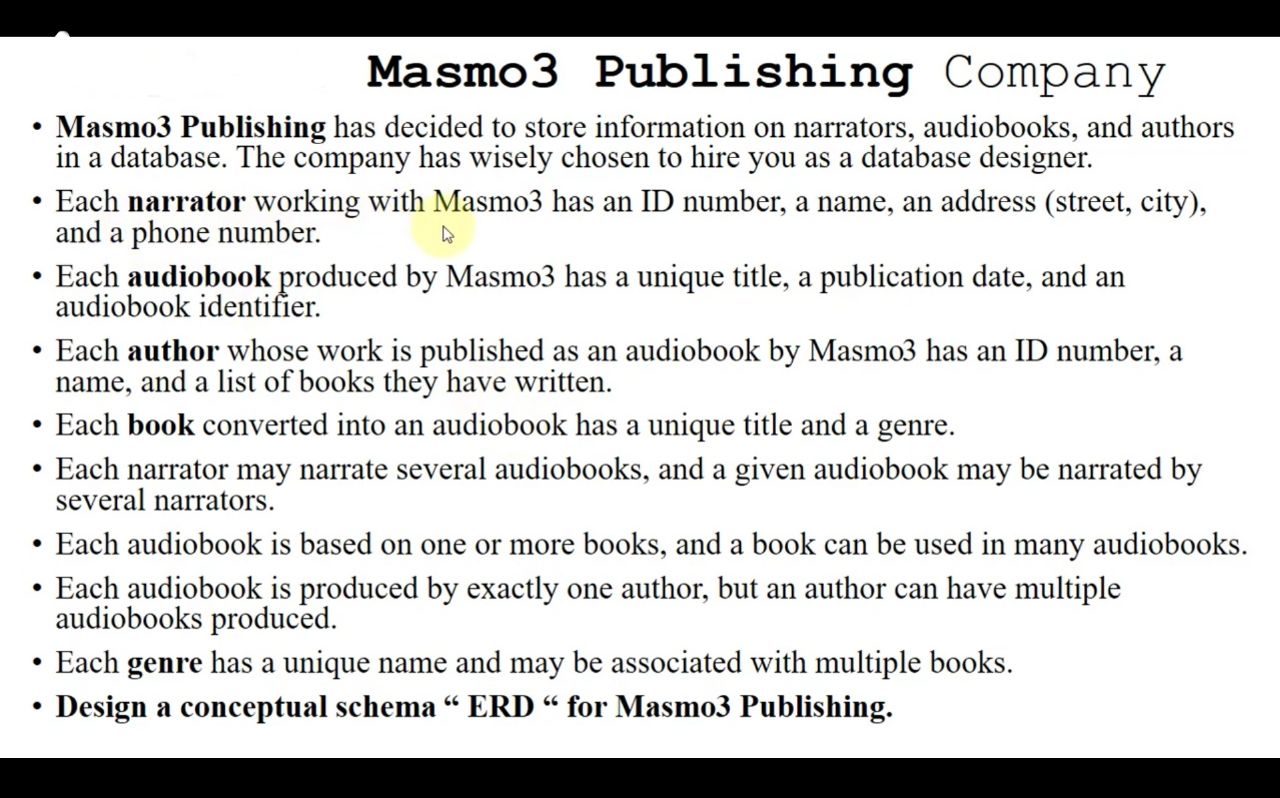 Masmo3 Publishing Company
• Masmo3 Publishing has decided to store information on narrators, audiobooks, and authors
in a database. The company has wisely chosen to hire you as a database designer.
• Each narrator working with Masmo3 has an ID number, a name, an address (street, city),
and a phone number.
• Each audiobook produced by Masmo3 has a unique title, a publication date, and an
audiobook identifier.
• Each author whose work is published as an audiobook by Masmo3 has an ID number, a
name, and a list of books they have written.
• Each book converted into an audiobook has a unique title and a genre.
• Each narrator may narrate several audiobooks, and a given audiobook may be narrated by
several narrators.
• Each audiobook is based on one or more books, and a book can be used in many audiobooks.
• Each audiobook is produced by exactly one author, but an author can have multiple
audiobooks produced.
• Each genre has a unique name and may be associated with multiple books.
• Design a conceptual schema “ ERD “ for Masmo3 Publishing.